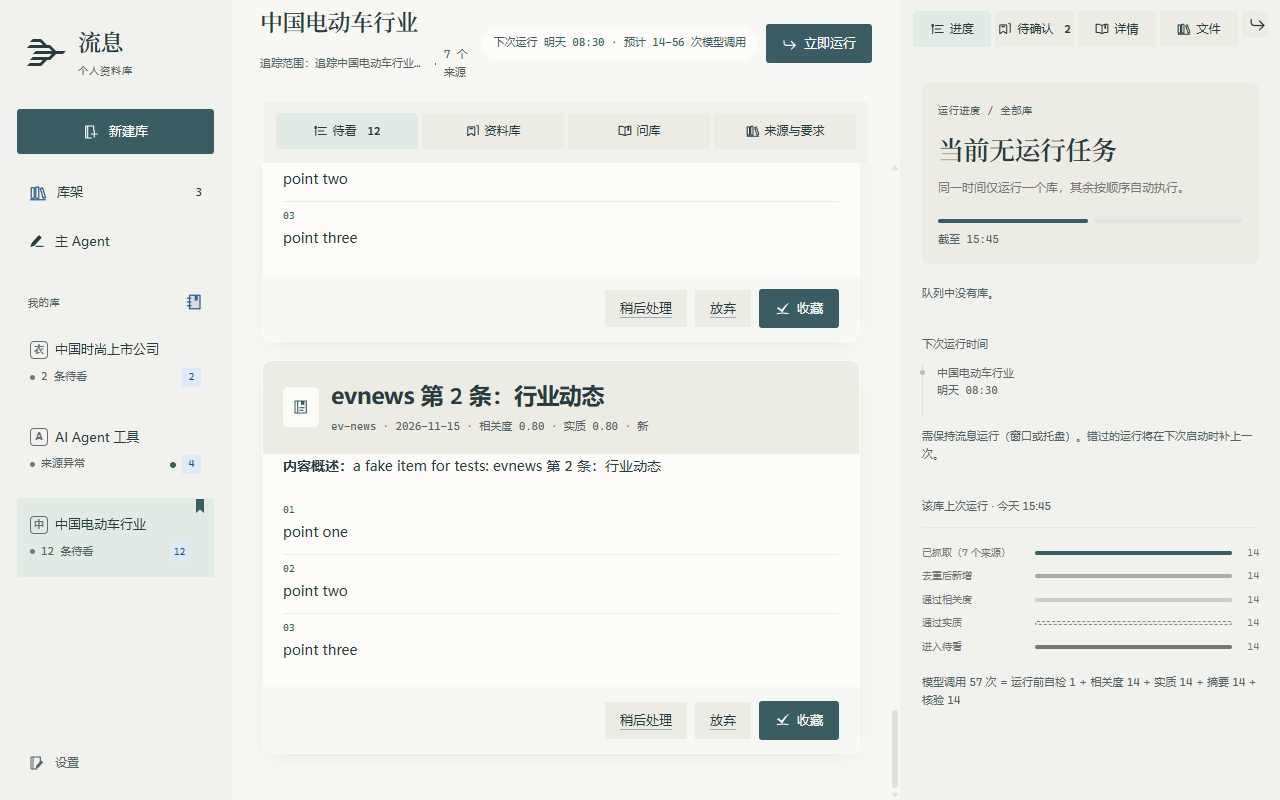 流息
个人资料库
新建库
库架 3
主 Agent
我的库
衣 中国时尚上市公司
2 条待看 2
A AI Agent 工具
来源异常 4
中 中国电动车行业
12 条待看 12
设置
中国电动车行业
追踪范围：追踪中国电动车行业… · 7 个来源
下次运行 明天 08:30 · 预计 14–56 次模型调用
立即运行
待看 12
资料库
问库
来源与要求
point two
03
point three
稍后处理
放弃
收藏
evnews 第 2 条：行业动态
ev-news · 2026-11-15 · 相关度 0.80 · 实质 0.80 · 新
内容概述：a fake item for tests: evnews 第 2 条：行业动态
01
point one
02
point two
03
point three
稍后处理
放弃
收藏
进度
待确认 2
详情
文件
运行进度 / 全部库
当前无运行任务
同一时间仅运行一个库，其余按顺序自动执行。
截至 15:45
队列中没有库。
下次运行时间
中国电动车行业
明天 08:30
需保持流息运行（窗口或托盘）。错过的运行将在下次启动时补上一
次。
该库上次运行 · 今天 15:45
已抓取（7 个来源） 14
去重后新增 14
通过相关度 14
通过实质 14
进入待看 14
模型调用 57 次 = 运行前自检 1 + 相关度 14 + 实质 14 + 摘要 14 +
核验 14